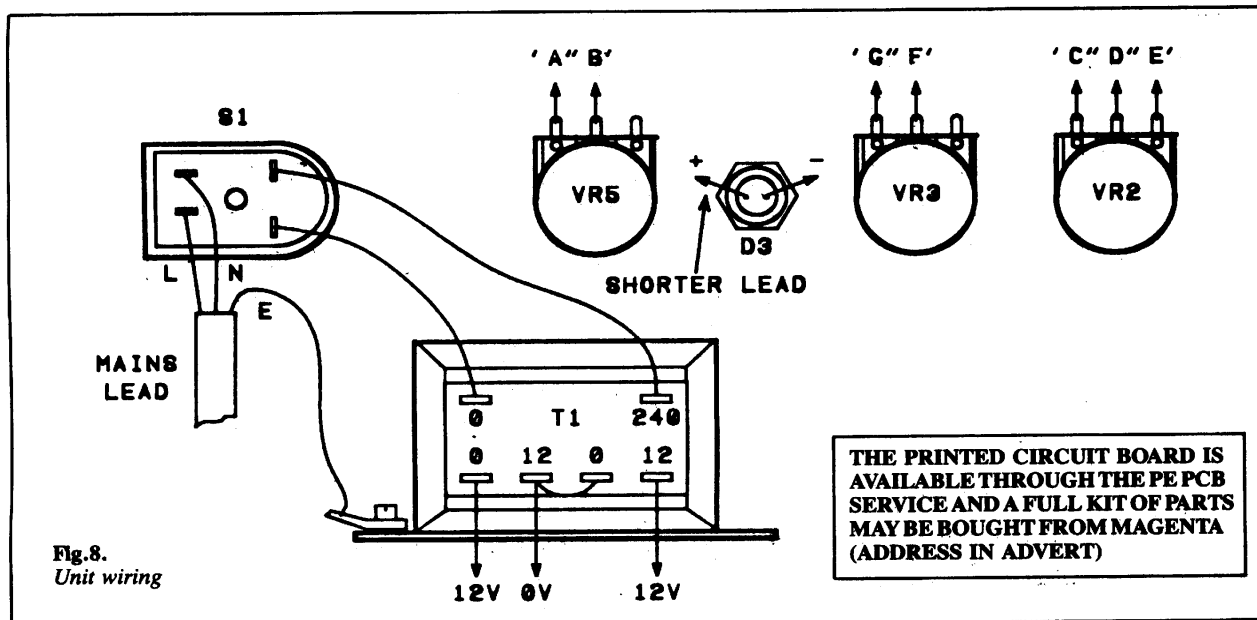 'A" B'
'G" F'
'C" D" E'
S1
VR5
VR3
VR2
+
-
D3
SHORTER LEAD
L N
E
MAINS
LEAD
0 T1 240
0 12 0 12
12V 0V 12V
Fig.8.
Unit wiring
THE PRINTED CIRCUIT BOARD IS
AVAILABLE THROUGH THE PE PCB
SERVICE AND A FULL KIT OF PARTS
MAY BE BOUGHT FROM MAGENTA
(ADDRESS IN ADVERT)